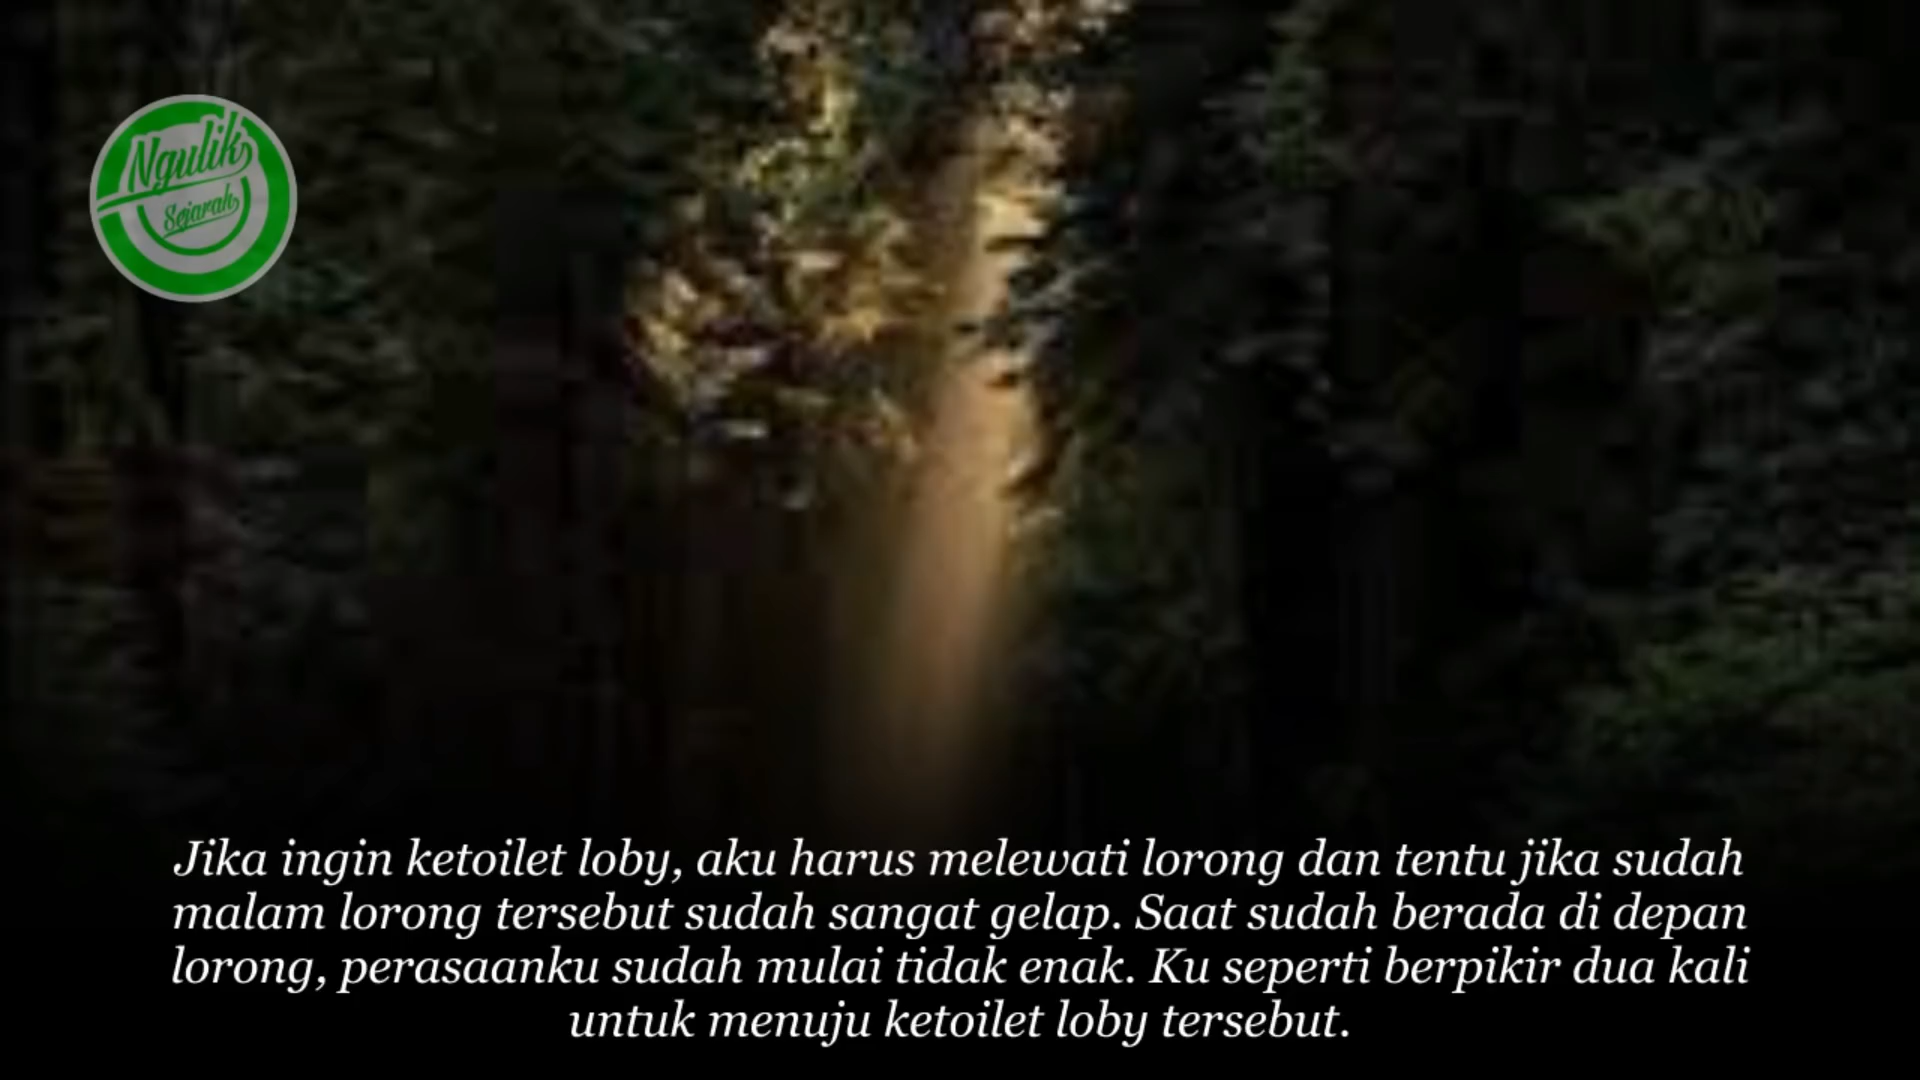 Ngulik
Sejarah
Jika ingin ketoilet loby, aku harus melewati lorong dan tentu jika sudah
malam lorong tersebut sudah sangat gelap. Saat sudah berada di depan
lorong, perasaanku sudah mulai tidak enak. Ku seperti berpikir dua kali
untuk menuju ketoilet loby tersebut.